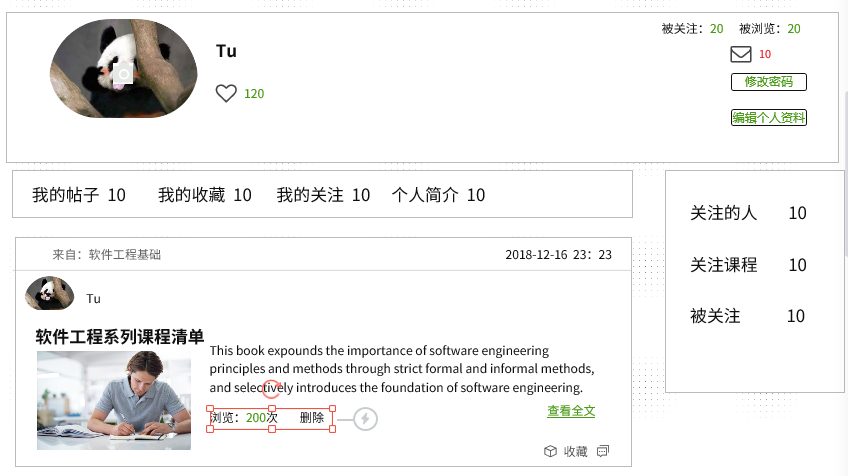 被关注：20 被浏览：20
Tu
10
120
修改密码
编辑个人资料
我的帖子 10 我的收藏 10 我的关注 10 个人简介 10
关注的人 10
关注课程 10
被关注 10
来自：软件工程基础 2018-12-16 23：23
Tu
软件工程系列课程清单
This book expounds the importance of software engineering
principles and methods through strict formal and informal methods,
and selectively introduces the foundation of software engineering.
浏览：200次 删除
查看全文
收藏